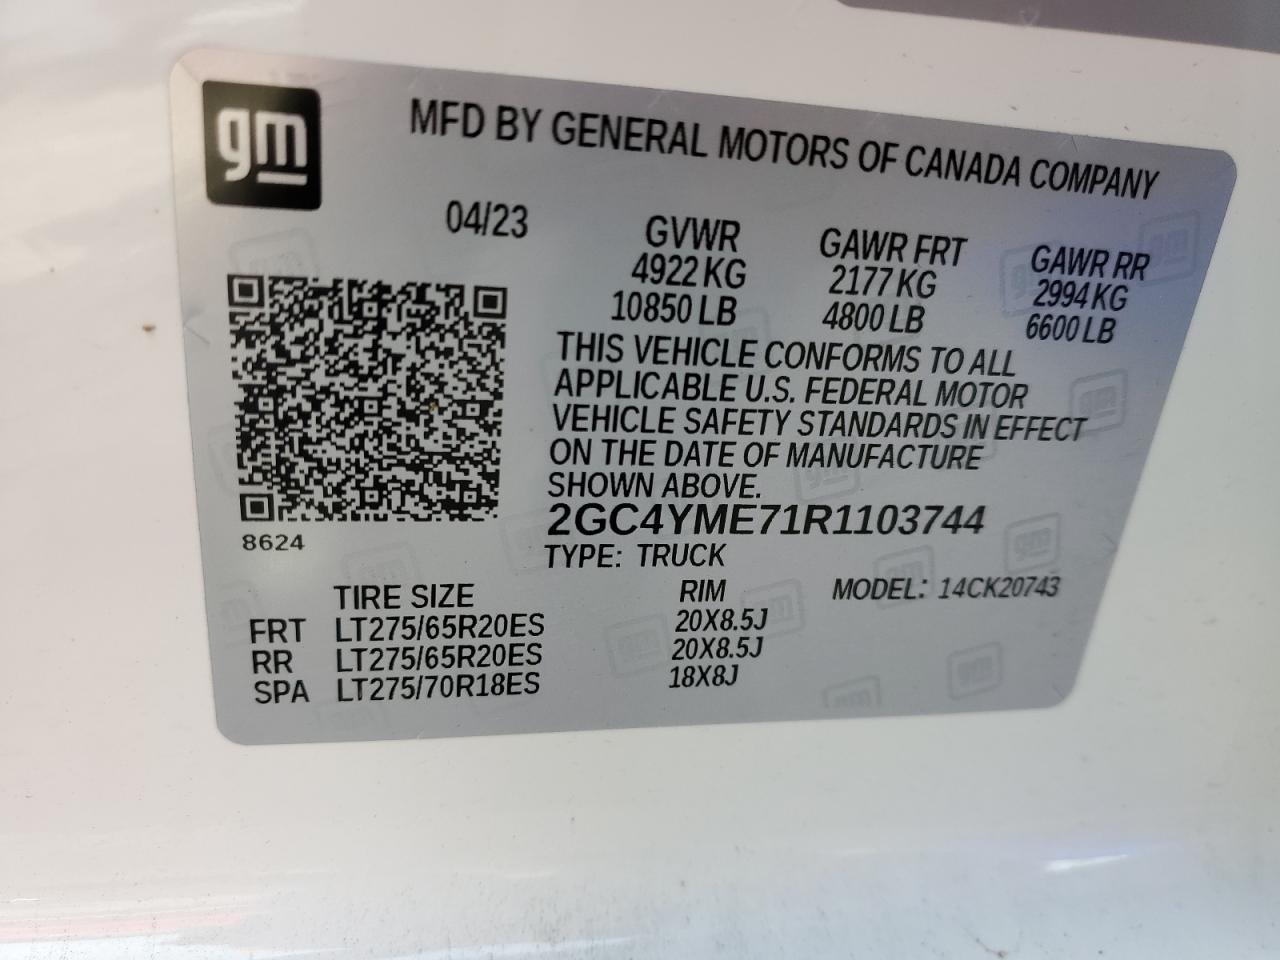 gm
MFD BY GENERAL MOTORS OF CANADA COMPANY
04/23
GVWR GAWR FRT GAWR RR
4922 KG 2177 KG 2994 KG
10850 LB 4800 LB 6600 LB
THIS VEHICLE CONFORMS TO ALL
APPLICABLE U.S. FEDERAL MOTOR
VEHICLE SAFETY STANDARDS IN EFFECT
ON THE DATE OF MANUFACTURE
SHOWN ABOVE.
2GC4YME71R1103744
8624
TYPE: TRUCK
TIRE SIZE RIM MODEL: 14CK20743
FRT LT275/65R20ES 20X8.5J
RR LT275/65R20ES 20X8.5J
SPA LT275/70R18ES 18X8J